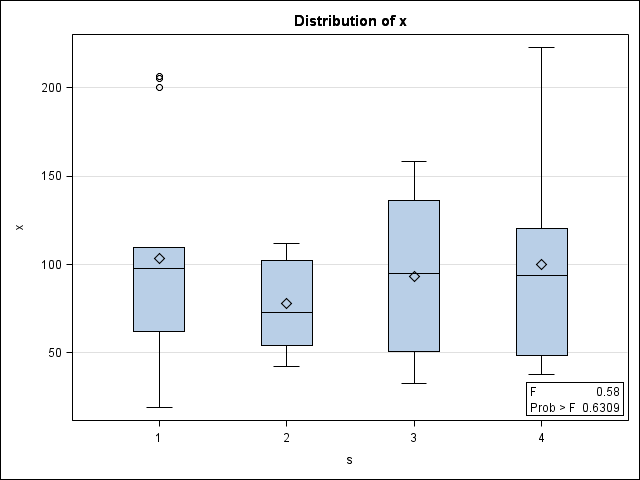 Distribution of x
200
150
100
50
x
1 2 3 4
s
F 0.58
Prob > F 0.6309